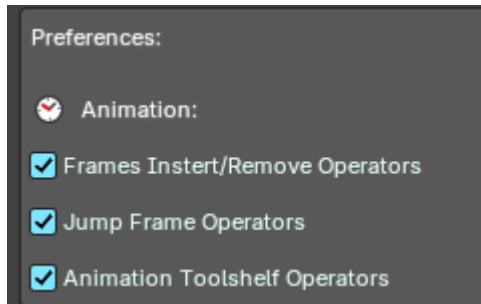 Preferences:
Animation:
Frames Instert/Remove Operators
Jump Frame Operators
Animation Toolshelf Operators